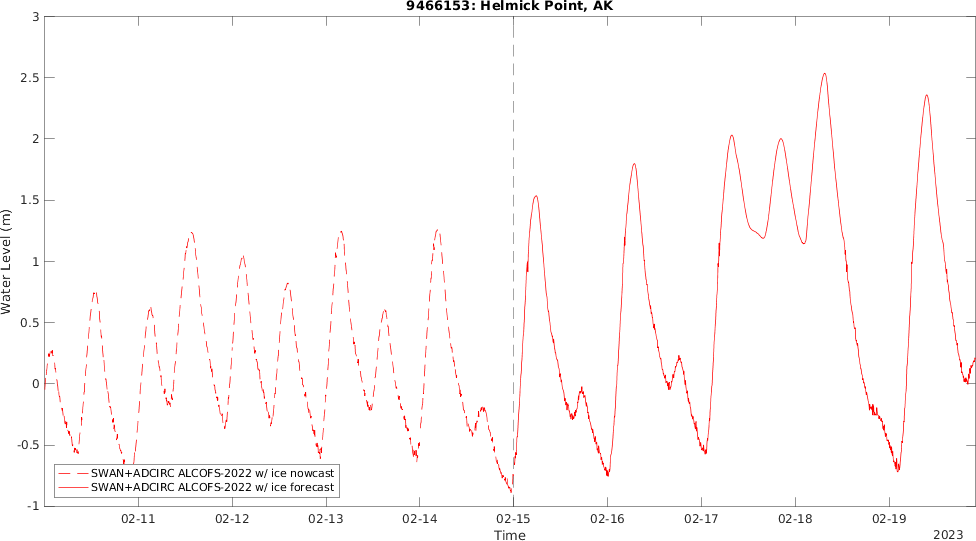 9466153: Helmick Point, AK
3
2.5
2
1.5
1
0.5
0
-0.5
-1
Water Level (m)
SWAN+ADCIRC ALCOFS-2022 w/ ice nowcast
SWAN+ADCIRC ALCOFS-2022 w/ ice forecast
02-11 02-12 02-13 02-14 02-15 02-16 02-17 02-18 02-19
Time
2023